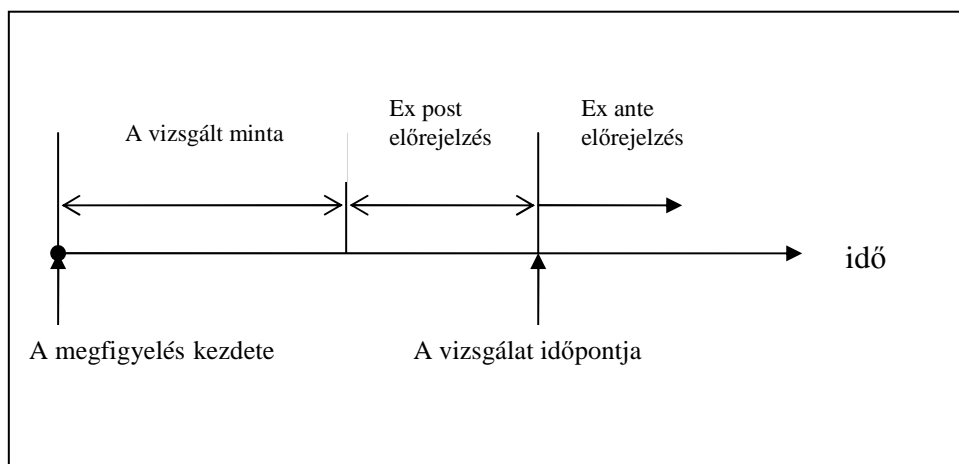 A vizsgált minta
Ex post
előrejelzés
Ex ante
előrejelzés
idő
A megfigyelés kezdete
A vizsgálat időpontja